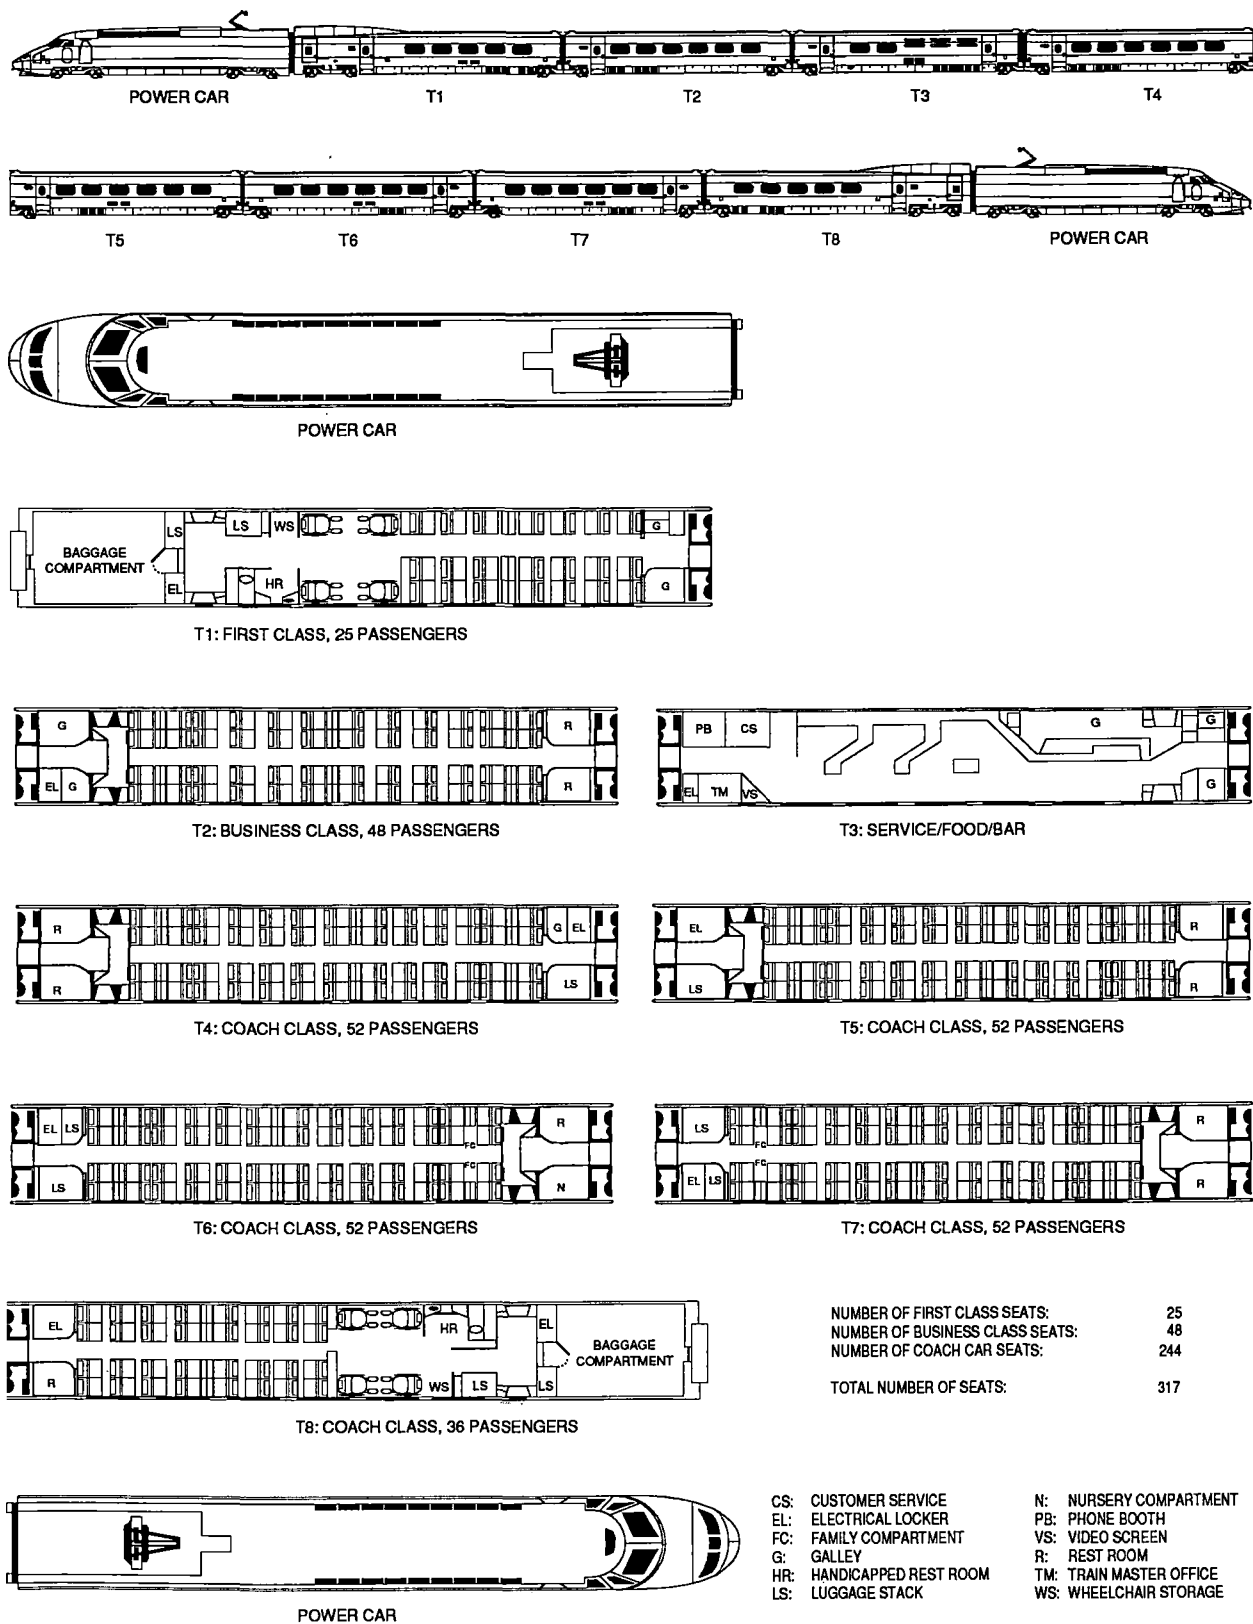 POWER CAR T1 T2 T3 T4
T5 T6 T7 T8 POWER CAR
POWER CAR
BAGGAGE COMPARTMENT LS EL LS WS HR G G
T1: FIRST CLASS, 25 PASSENGERS
G EL G R R
T2: BUSINESS CLASS, 48 PASSENGERS
PB CS EL TM VS G G G
T3: SERVICE/FOOD/BAR
R R G EL LS
T4: COACH CLASS, 52 PASSENGERS
EL LS R R
T5: COACH CLASS, 52 PASSENGERS
EL LS LS FC FC R N
T6: COACH CLASS, 52 PASSENGERS
LS EL LS FC FC R R
T7: COACH CLASS, 52 PASSENGERS
EL R HR WS LS EL LS BAGGAGE COMPARTMENT
T8: COACH CLASS, 36 PASSENGERS
NUMBER OF FIRST CLASS SEATS: 25
NUMBER OF BUSINESS CLASS SEATS: 48
NUMBER OF COACH CAR SEATS: 244
TOTAL NUMBER OF SEATS: 317
POWER CAR
CS: CUSTOMER SERVICE
EL: ELECTRICAL LOCKER
FC: FAMILY COMPARTMENT
G: GALLEY
HR: HANDICAPPED REST ROOM
LS: LUGGAGE STACK
N: NURSERY COMPARTMENT
PB: PHONE BOOTH
VS: VIDEO SCREEN
R: REST ROOM
TM: TRAIN MASTER OFFICE
WS: WHEELCHAIR STORAGE